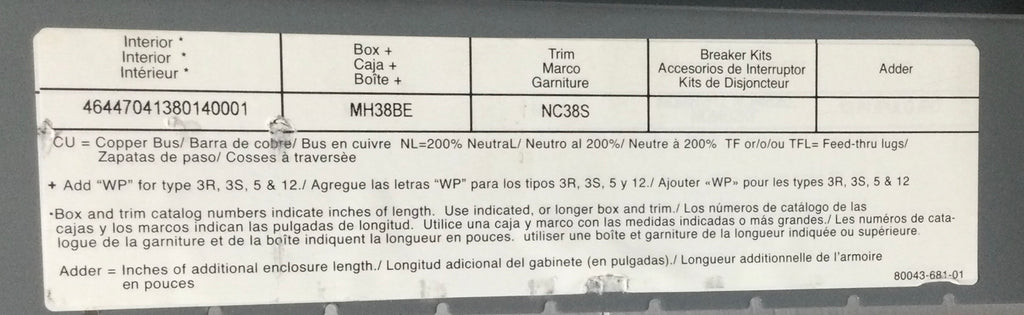 Interior *
Interior *
Intérieur *
Box +
Caja +
Boîte +
Trim
Marco
Garniture
Breaker Kits
Accesorios de Interruptor
Kits de Disjoncteur
Adder
46447041380140001
MH38BE
NC38S
CU = Copper Bus/ Barra de cobre/ Bus en cuivre NL=200% Neutral/ Neutro al 200%/ Neutre à 200% TF or/o/ou TFL= Feed-thru lugs/
Zapatas de paso/ Cosses à traversèe
+ Add "WP" for type 3R, 3S, 5 & 12./ Agregue las letras "WP" para los tipos 3R, 3S, 5 y 12./ Ajouter «WP» pour les types 3R, 3S, 5 & 12
·Box and trim catalog numbers indicate inches of length. Use indicated, or longer box and trim./ Los números de catálogo de las
cajas y los marcos indican las pulgadas de longitud. Utilice una caja y marco con las medidas indicadas o más grandes./ Les numéros de cata-
logue de la garniture et de la boîte indiquent la longueur en pouces. utiliser une boîte et garniture de la longueur indiquée ou supérieure.
Adder = Inches of additional enclosure length./ Longitud adicional del gabinete (en pulgadas)./ Longueur additionnelle de l'armoire
en pouces
80043-681-01